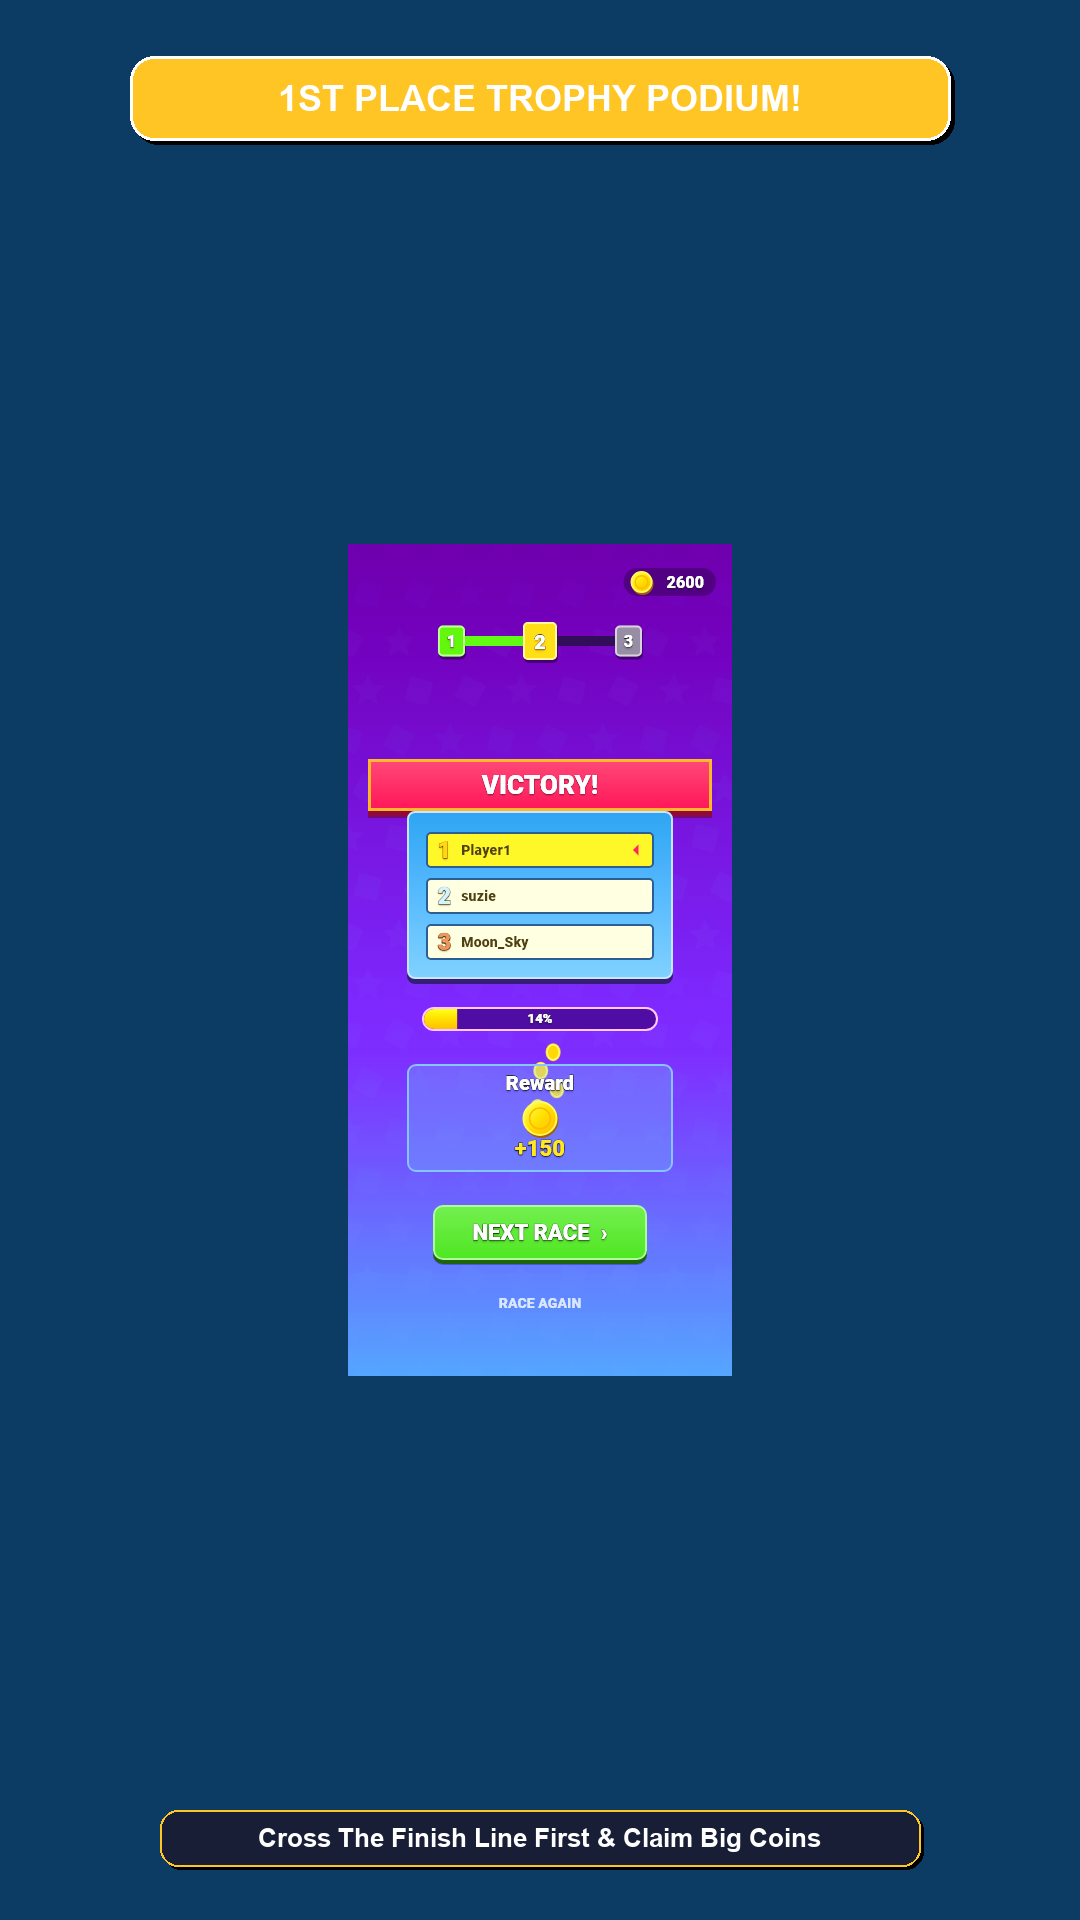 1ST PLACE TROPHY PODIUM!
2600
1 2 3
VICTORY!
1 Player1
2 suzie
3 Moon_Sky
14%
Reward
+150
NEXT RACE ›
RACE AGAIN
Cross The Finish Line First & Claim Big Coins